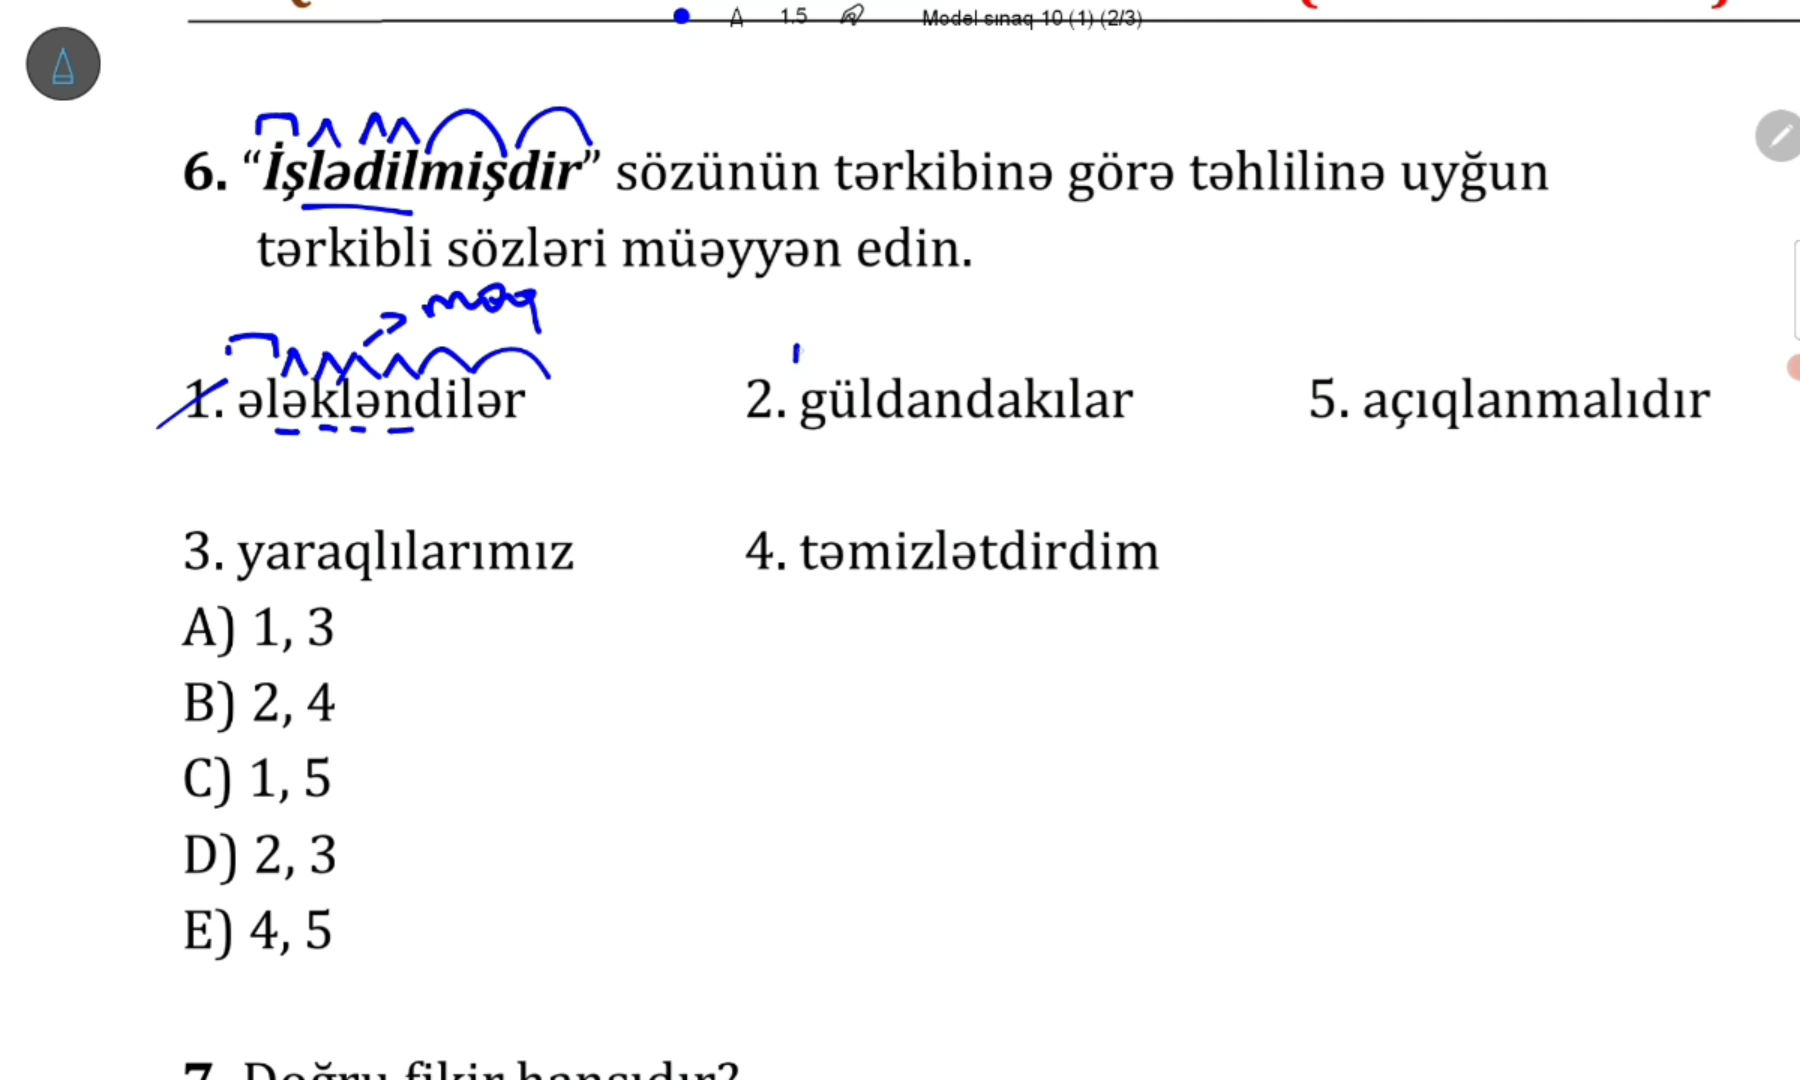 1.5 Model sınaq 10 (1) (2/3)
6. “İşlədilmişdir” sözünün tərkibinə görə təhlilinə uyğun
tərkibli sözləri müəyyən edin.
maq
1. ələkləndilər 2. güldandakılar 5. açıqlanmalıdır
3. yaraqlılarımız 4. təmizlətdirdim
A) 1, 3
B) 2, 4
C) 1, 5
D) 2, 3
E) 4, 5
7. Doğru fikir hansıdır?